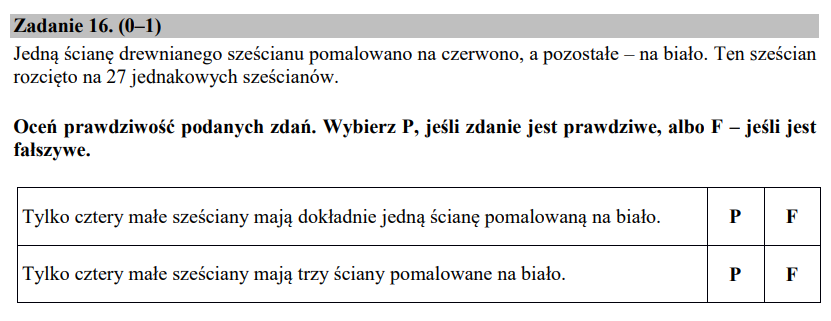 Zadanie 16. (0–1)
Jedną ścianę drewnianego sześcianu pomalowano na czerwono, a pozostałe – na biało. Ten sześcian
rozcięto na 27 jednakowych sześcianów.
Oceń prawdziwość podanych zdań. Wybierz P, jeśli zdanie jest prawdziwe, albo F – jeśli jest
fałszywe.
Tylko cztery małe sześciany mają dokładnie jedną ścianę pomalowaną na biało. P F
Tylko cztery małe sześciany mają trzy ściany pomalowane na biało. P F